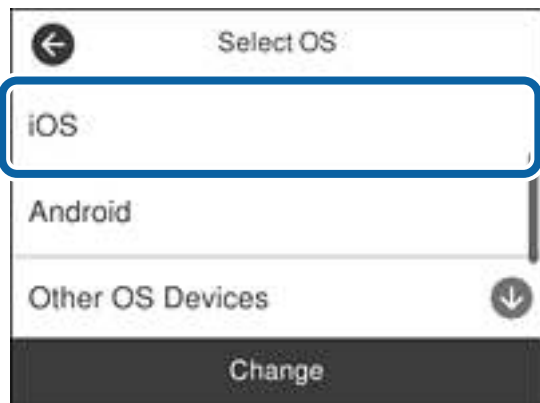 Select OS
iOS
Android
Other OS Devices
Change